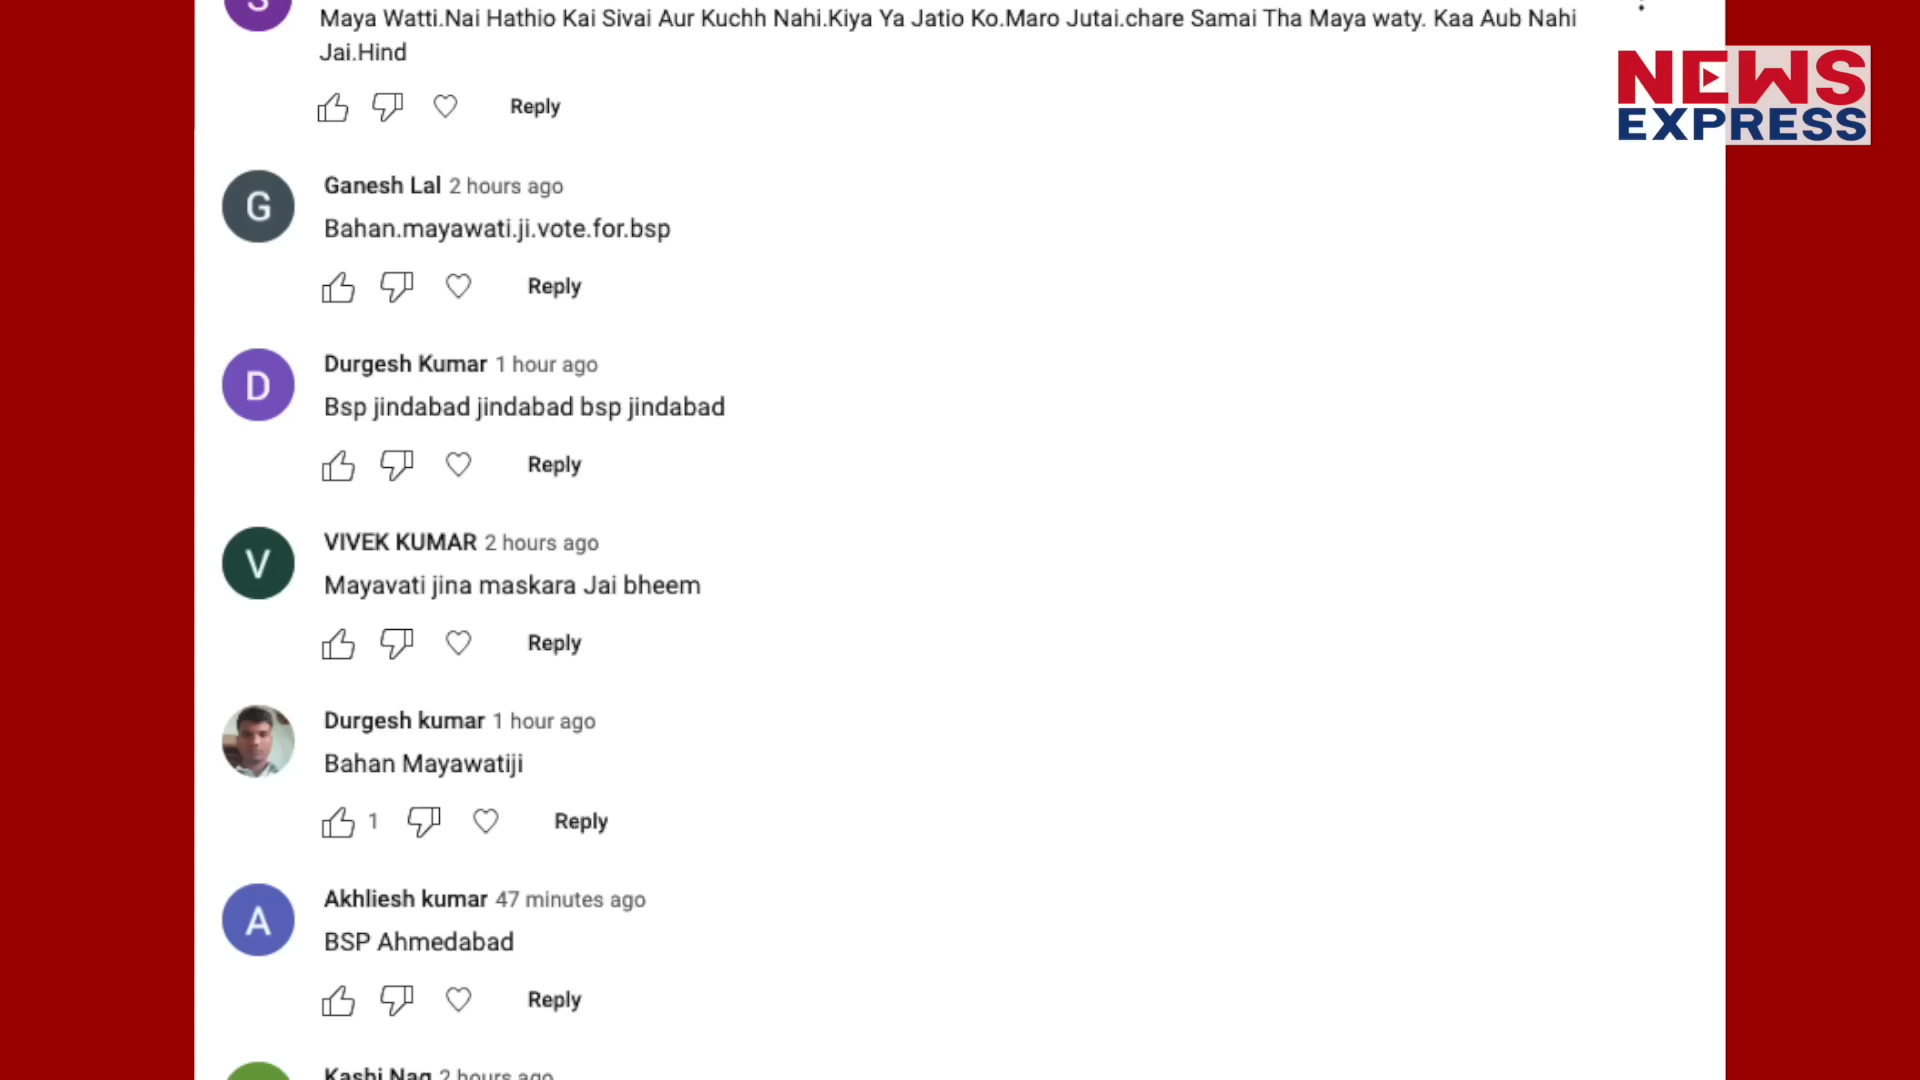 S
Maya Watti.Nai Hathio Kai Sivai Aur Kuchh Nahi.Kiya Ya Jatio Ko.Maro Jutai.chare Samai Tha Maya waty. Kaa Aub Nahi
Jai.Hind
Reply
NEWS
EXPRESS
G
Ganesh Lal 2 hours ago
Bahan.mayawati.ji.vote.for.bsp
Reply
D
Durgesh Kumar 1 hour ago
Bsp jindabad jindabad bsp jindabad
Reply
V
VIVEK KUMAR 2 hours ago
Mayavati jina maskara Jai bheem
Reply
Durgesh kumar 1 hour ago
Bahan Mayawatiji
1 Reply
A
Akhliesh kumar 47 minutes ago
BSP Ahmedabad
Reply
Kashi Nag 2 hours ago